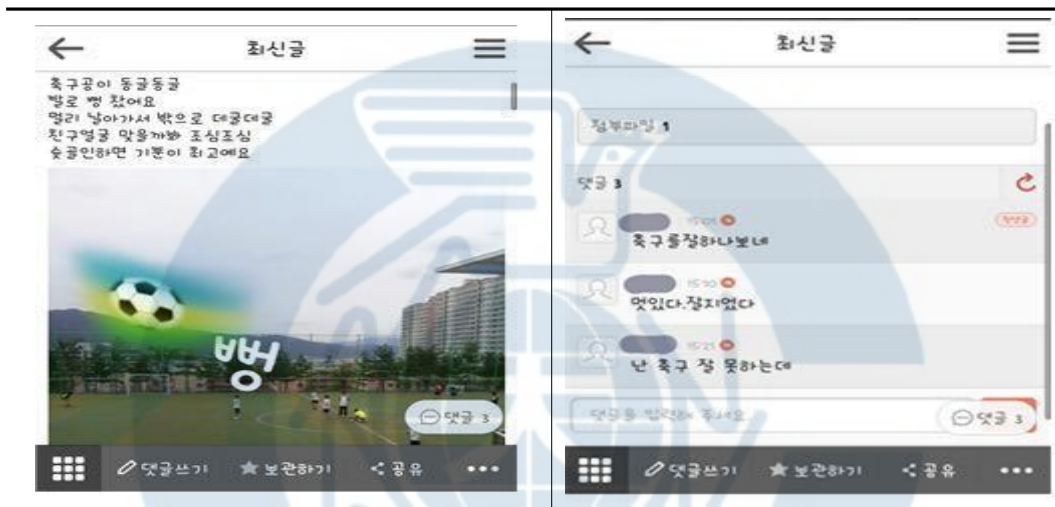 최신글
축구공이 동글동글
발로 뻥 찼어요
멀리 날아가서 밖으로 데굴데굴
친구얼굴 맞을까봐 조심조심
슛골인하면 기분이 최고예요
뻥
댓글 3
댓글쓰기 보관하기 공유
최신글
첨부파일 1
댓글 3
축구를잘하나보네
멋있다.잘지었다
난 축구 잘 못하는데
댓글을 입력해 주세요
댓글 3
댓글쓰기 보관하기 공유